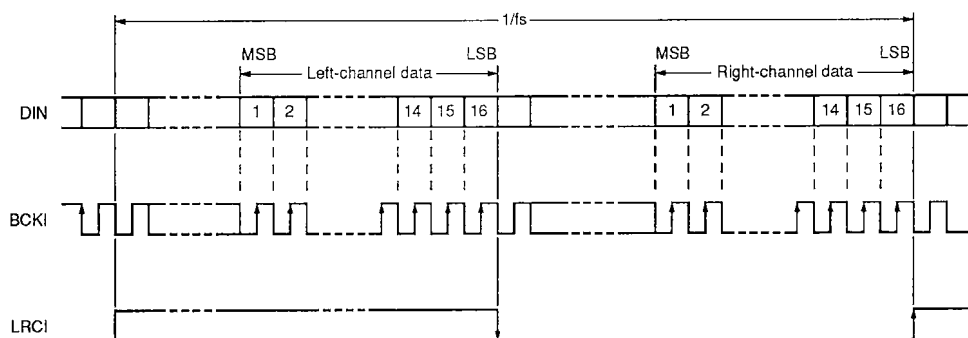 1/fs
MSB LSB MSB LSB
Left-channel data Right-channel data
DIN 1 2 14 15 16 1 2 14 15 16
BCKI
LRCI